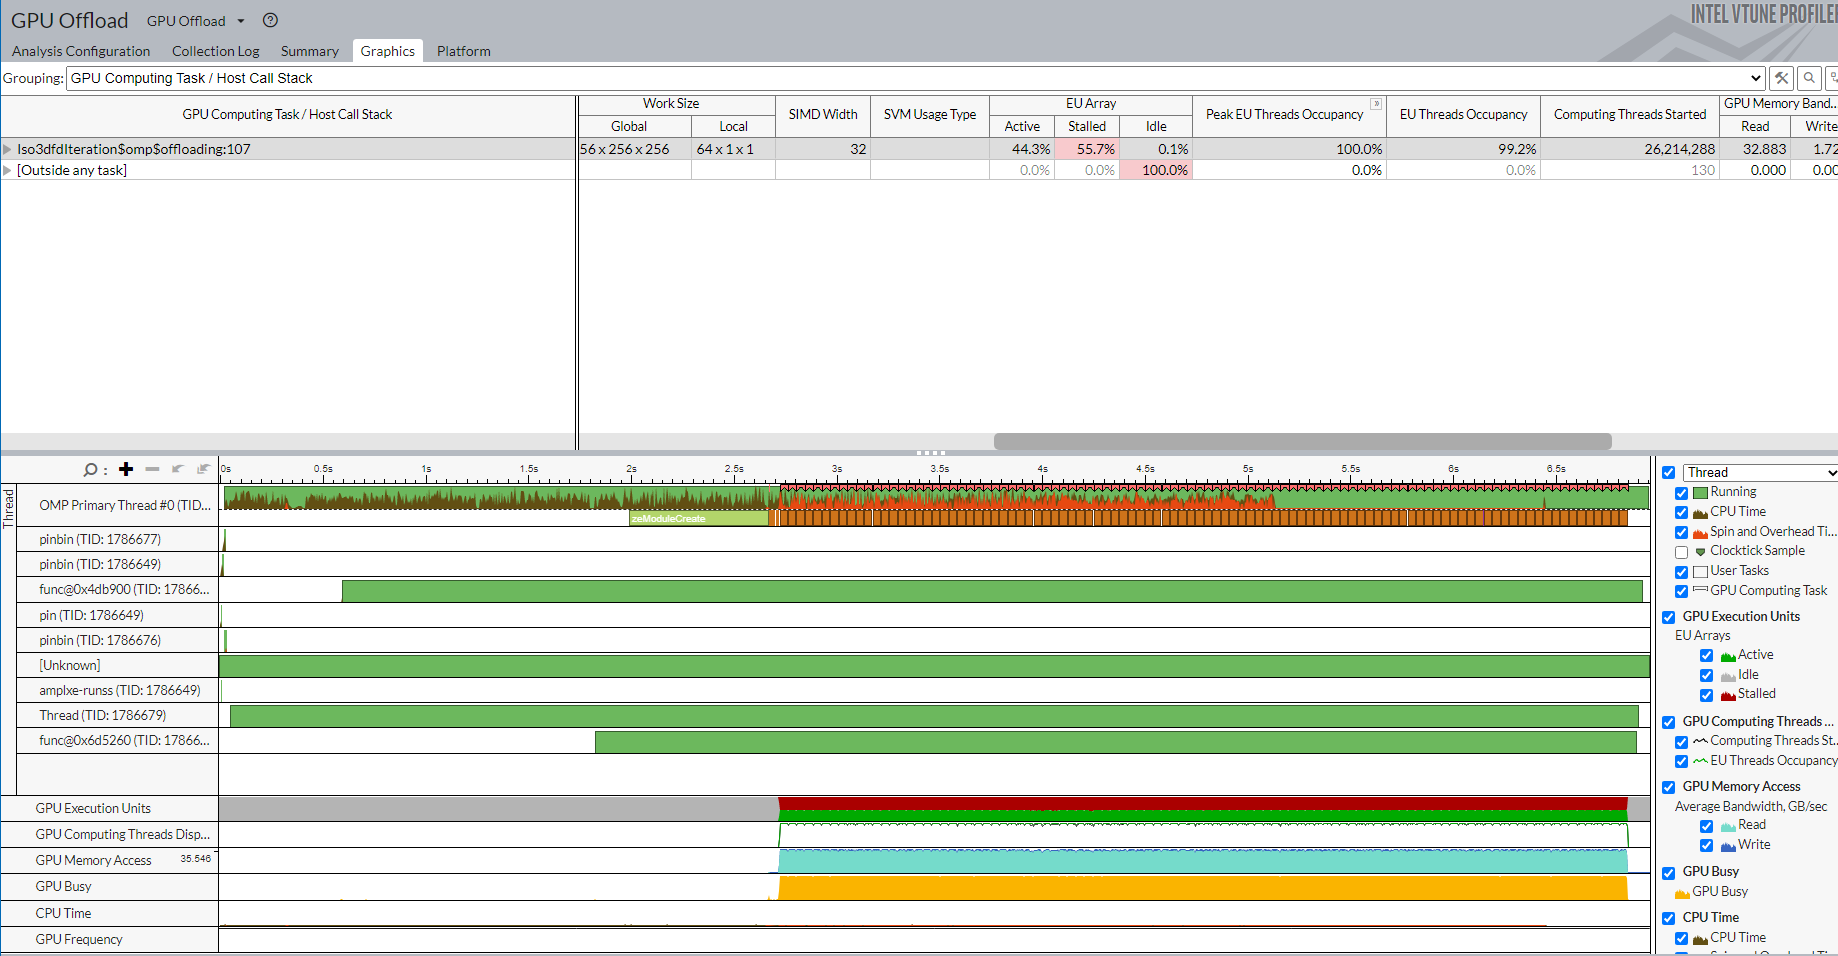 GPU Offload GPU Offload
INTEL VTUNE PROFILER
Analysis Configuration Collection Log Summary Graphics Platform
Grouping: GPU Computing Task / Host Call Stack
GPU Computing Task / Host Call Stack Work Size SIMD Width SVM Usage Type EU Array Peak EU Threads Occupancy EU Threads Occupancy Computing Threads Started GPU Memory Band...
Global Local Active Stalled Idle Read Write
Iso3dfdIteration$omp$offloading:107 56 x 256 x 256 64 x 1 x 1 32 44.3% 55.7% 0.1% 100.0% 99.2% 26,214,288 32.883 1.72
[Outside any task] 0.0% 0.0% 100.0% 0.0% 0.0% 130 0.000 0.00
0s 0.5s 1s 1.5s 2s 2.5s 3s 3.5s 4s 4.5s 5s 5.5s 6s 6.5s
Thread
OMP Primary Thread #0 (TID...
zeModuleCreate
pinbin (TID: 1786677)
pinbin (TID: 1786649)
func@0x4db900 (TID: 17866...
pin (TID: 1786649)
pinbin (TID: 1786676)
[Unknown]
amplxe-runss (TID: 1786649)
Thread (TID: 1786679)
func@0x6d5260 (TID: 17866...
GPU Execution Units
GPU Computing Threads Disp...
GPU Memory Access 35.546
GPU Busy
CPU Time
GPU Frequency
Thread
Running
CPU Time
Spin and Overhead Ti...
Clocktick Sample
User Tasks
GPU Computing Task
GPU Execution Units
EU Arrays
Active
Idle
Stalled
GPU Computing Threads ...
Computing Threads St...
EU Threads Occupancy
GPU Memory Access
Average Bandwidth, GB/sec
Read
Write
GPU Busy
GPU Busy
CPU Time
CPU Time